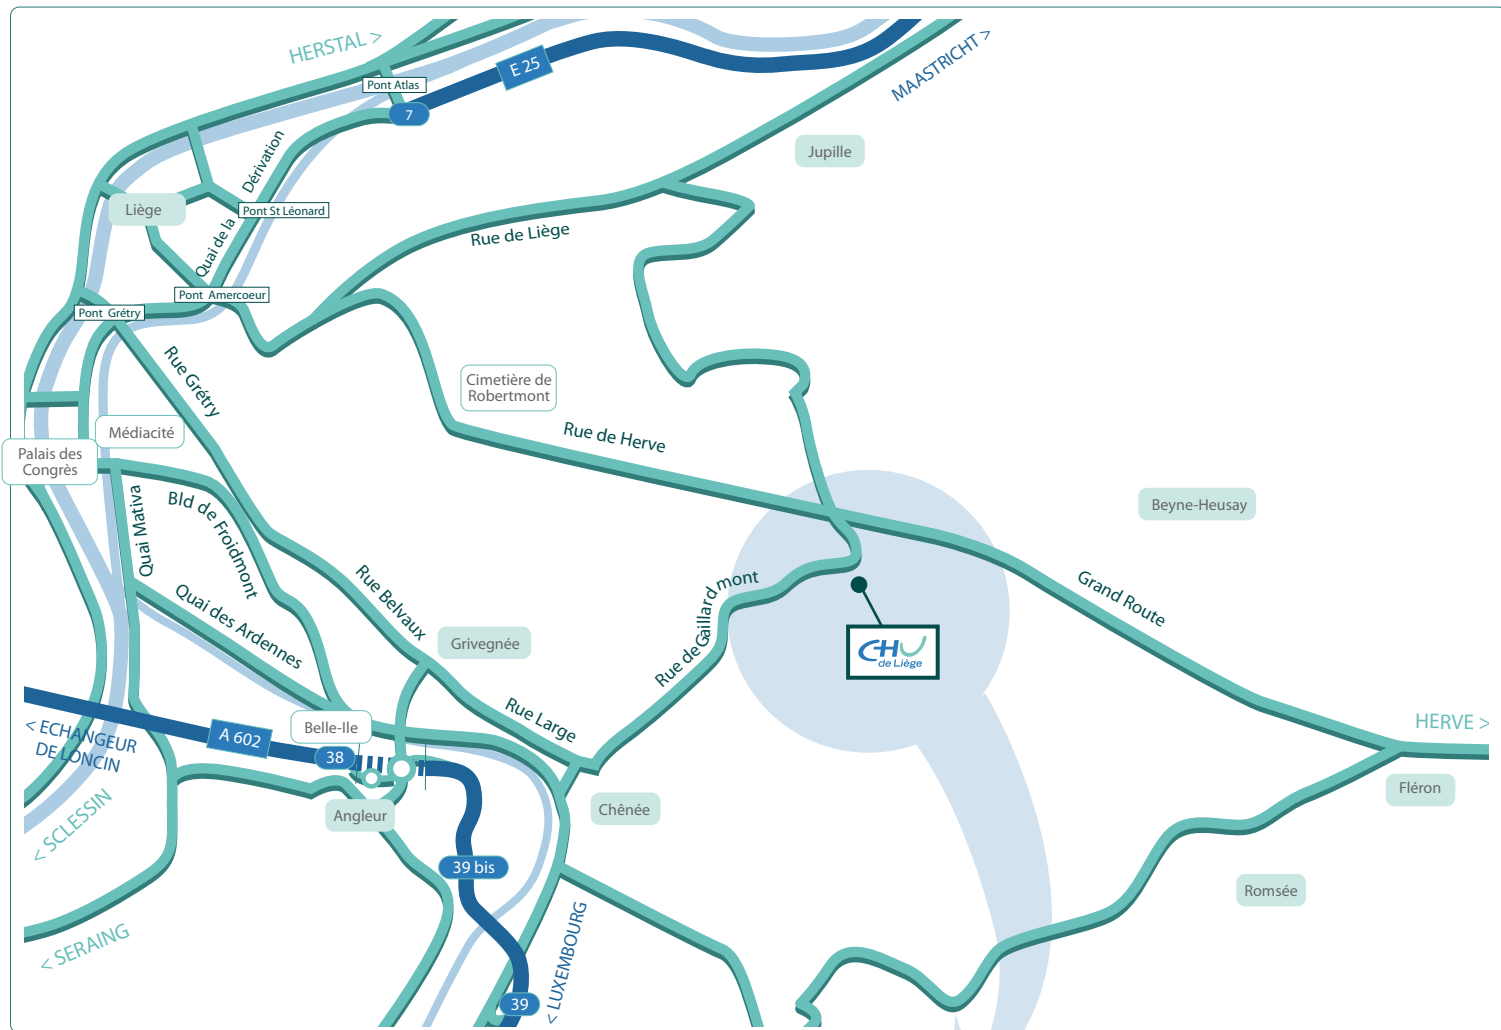 HERSTAL >
E 25
MAASTRICHT >
Pont Atlas
7
Jupille
Quai de la Dérivation
Liège
Pont St Léonard
Rue de Liège
Pont Amercoeur
Pont Grétry
Rue Grétry
Cimetière de
Robertmont
Médiacité
Rue de Herve
Palais des
Congrès
Quai Mativa
Bld de Froidmont
Beyne-Heusay
Rue Belvaux
Quai des Ardennes
Grand Route
Rue de Gaillardmont
Grivegnée
CHU
de Liège
Rue Large
Belle-Ile
HERVE >
< ECHANGEUR
DE LONCIN
A 602
38
Fléron
Chênée
Angleur
< SCLESSIN
39 bis
Romsée
< SERAING
< LUXEMBOURG
39